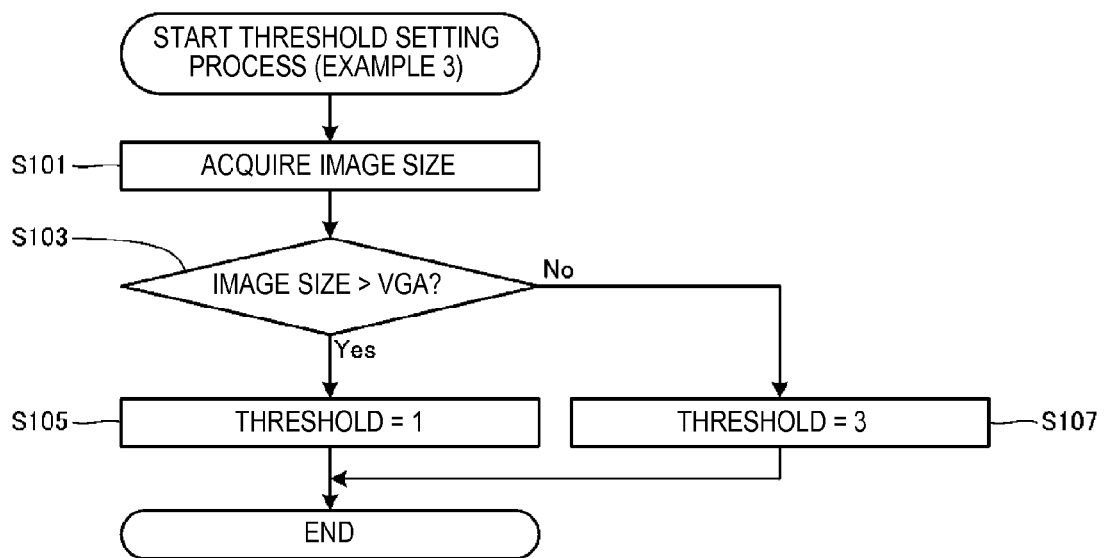 START THRESHOLD SETTING
PROCESS (EXAMPLE 3)
S101
ACQUIRE IMAGE SIZE
S103
IMAGE SIZE > VGA?
No
Yes
S105
THRESHOLD = 1
THRESHOLD = 3
S107
END